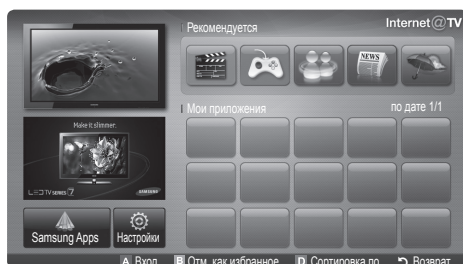 Рекомендуется
Internet@TV
NEWS
Мои приложения
по дате 1/1
Make it slimmer.
LED TV SERIES 7
SAMSUNG
Samsung Apps
Настройки
A Вход
B Отм. как избранное
D Сортировка по
Возврат